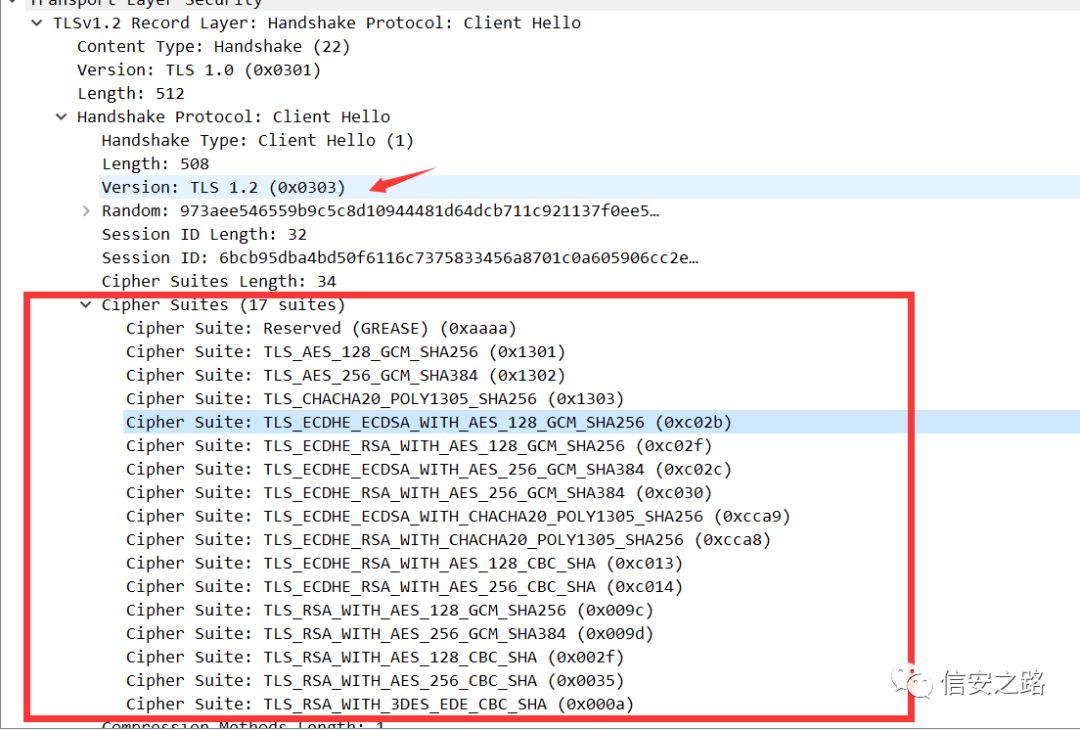 Transport Layer Security
TLSv1.2 Record Layer: Handshake Protocol: Client Hello
Content Type: Handshake (22)
Version: TLS 1.0 (0x0301)
Length: 512
Handshake Protocol: Client Hello
Handshake Type: Client Hello (1)
Length: 508
Version: TLS 1.2 (0x0303)
Random: 973aee546559b9c5c8d10944481d64dcb711c921137f0ee5…
Session ID Length: 32
Session ID: 6bcb95dba4bd50f6116c7375833456a8701c0a605906cc2e…
Cipher Suites Length: 34
Cipher Suites (17 suites)
Cipher Suite: Reserved (GREASE) (0xaaaa)
Cipher Suite: TLS_AES_128_GCM_SHA256 (0x1301)
Cipher Suite: TLS_AES_256_GCM_SHA384 (0x1302)
Cipher Suite: TLS_CHACHA20_POLY1305_SHA256 (0x1303)
Cipher Suite: TLS_ECDHE_ECDSA_WITH_AES_128_GCM_SHA256 (0xc02b)
Cipher Suite: TLS_ECDHE_RSA_WITH_AES_128_GCM_SHA256 (0xc02f)
Cipher Suite: TLS_ECDHE_ECDSA_WITH_AES_256_GCM_SHA384 (0xc02c)
Cipher Suite: TLS_ECDHE_RSA_WITH_AES_256_GCM_SHA384 (0xc030)
Cipher Suite: TLS_ECDHE_ECDSA_WITH_CHACHA20_POLY1305_SHA256 (0xcca9)
Cipher Suite: TLS_ECDHE_RSA_WITH_CHACHA20_POLY1305_SHA256 (0xcca8)
Cipher Suite: TLS_ECDHE_RSA_WITH_AES_128_CBC_SHA (0xc013)
Cipher Suite: TLS_ECDHE_RSA_WITH_AES_256_CBC_SHA (0xc014)
Cipher Suite: TLS_RSA_WITH_AES_128_GCM_SHA256 (0x009c)
Cipher Suite: TLS_RSA_WITH_AES_256_GCM_SHA384 (0x009d)
Cipher Suite: TLS_RSA_WITH_AES_128_CBC_SHA (0x002f)
Cipher Suite: TLS_RSA_WITH_AES_256_CBC_SHA (0x0035)
Cipher Suite: TLS_RSA_WITH_3DES_EDE_CBC_SHA (0x000a)
Compression Methods Length: 1
信安之路